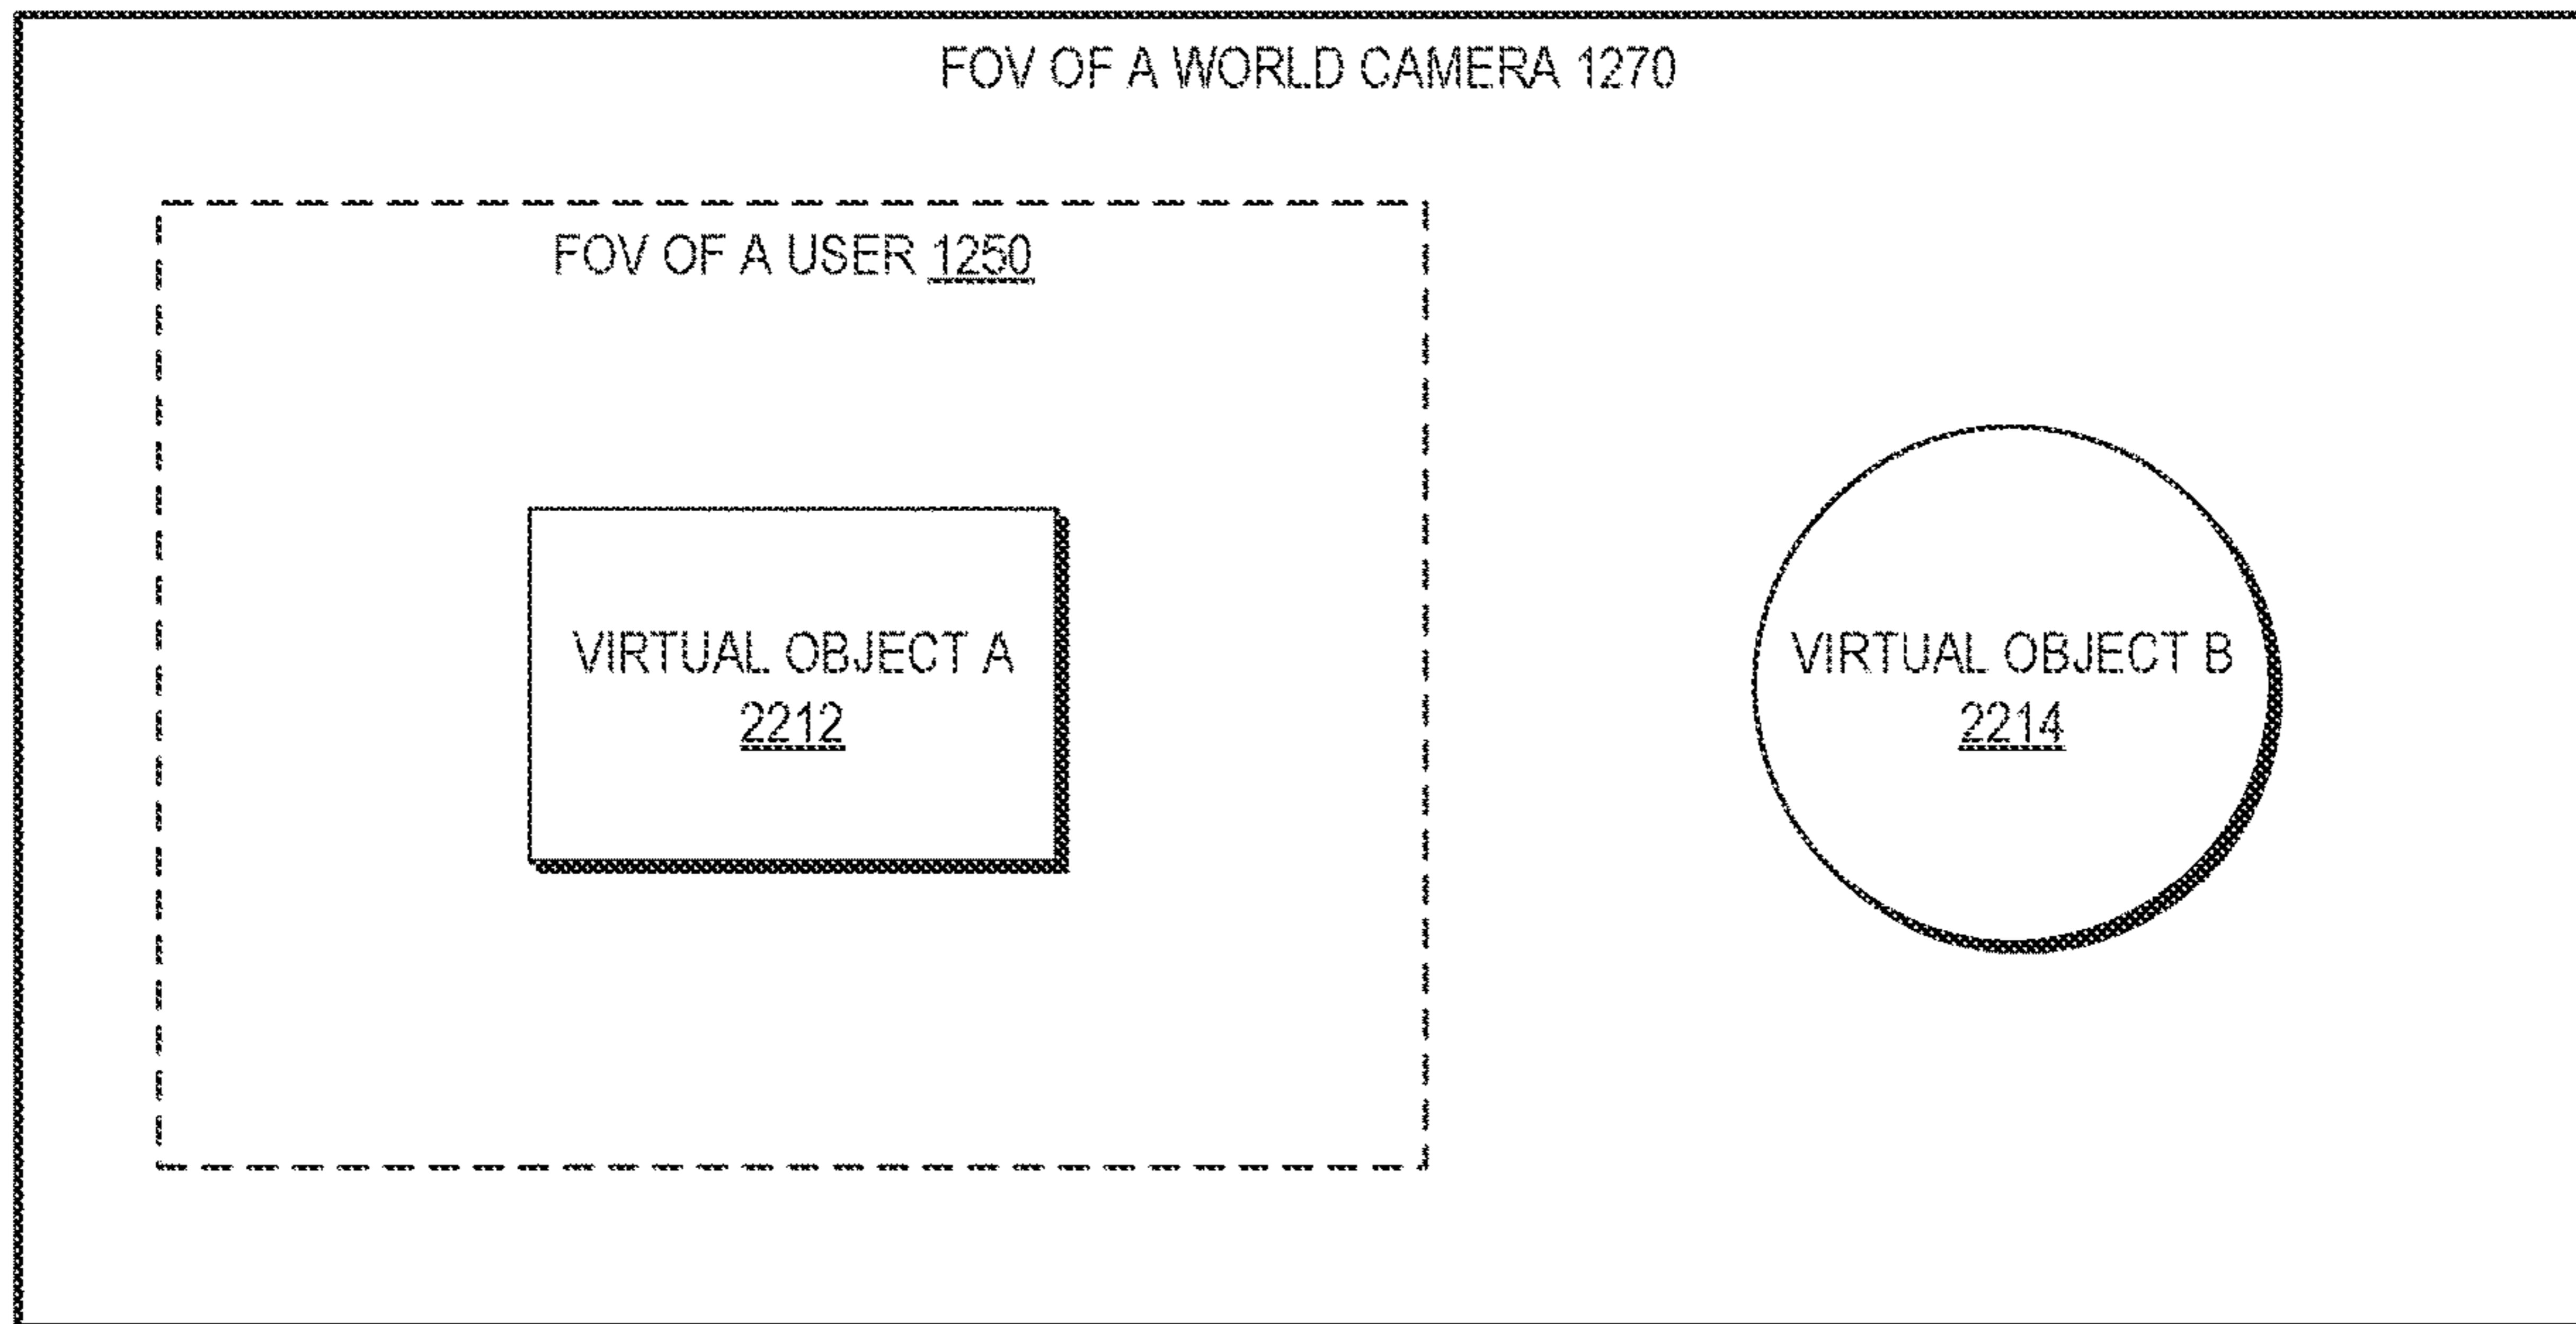 FOV OF A WORLD CAMERA 1270
FOV OF A USER 1250
VIRTUAL OBJECT A
2212
VIRTUAL OBJECT B
2214